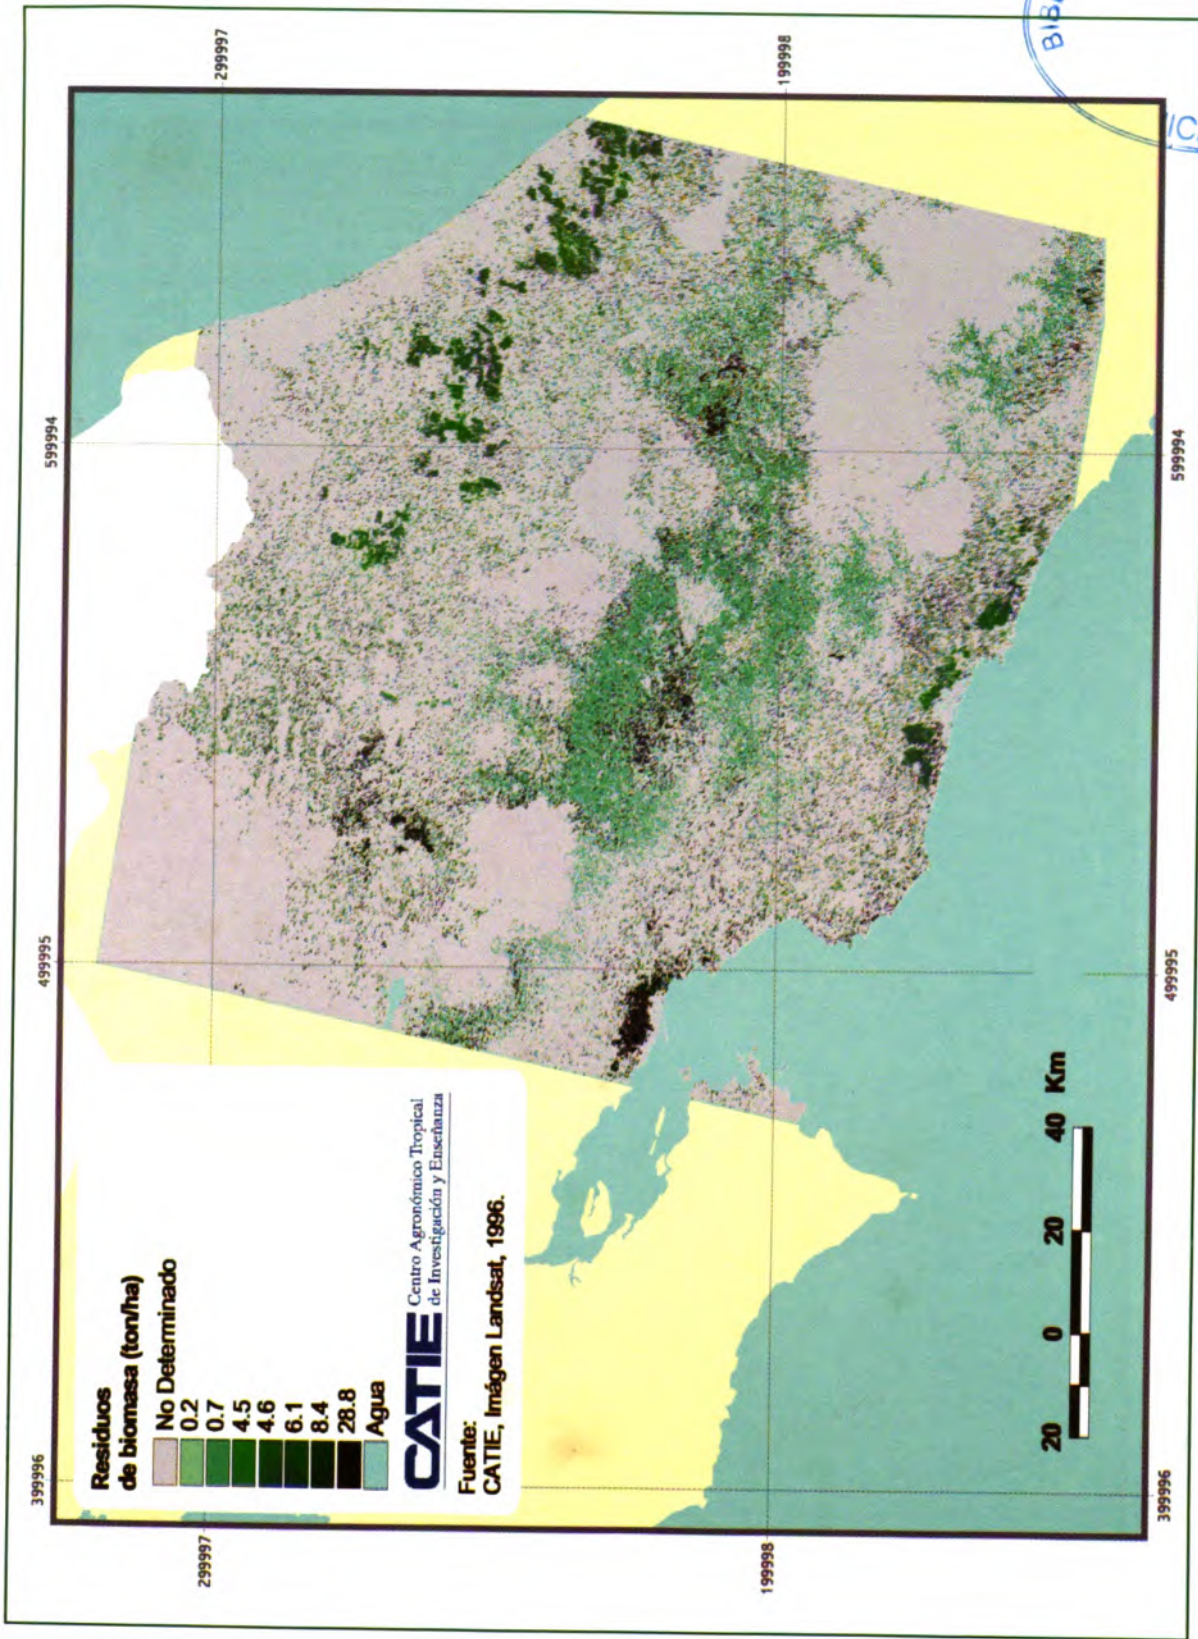 399996
499995
599994
299997
299997
199998
199998
Residuos
de biomasa (ton/ha)
No Determinado
0.2
0.7
4.5
4.6
6.1
8.4
28.8
Agua
CATIE
Centro Agronómico Tropical
de Investigación y Enseñanza
Fuente:
CATIE, Imágen Landsat, 1996.
20 0 20 40 Km
399996
499995
599994